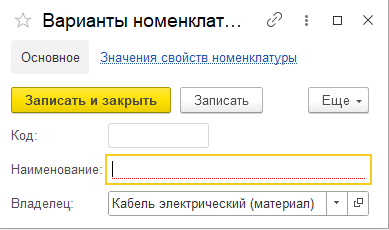 Варианты номенклат...
Основное Значения свойств номенклатуры
Записать и закрыть Записать Еще
Код:
Наименование:
Владелец: Кабель электрический (материал)